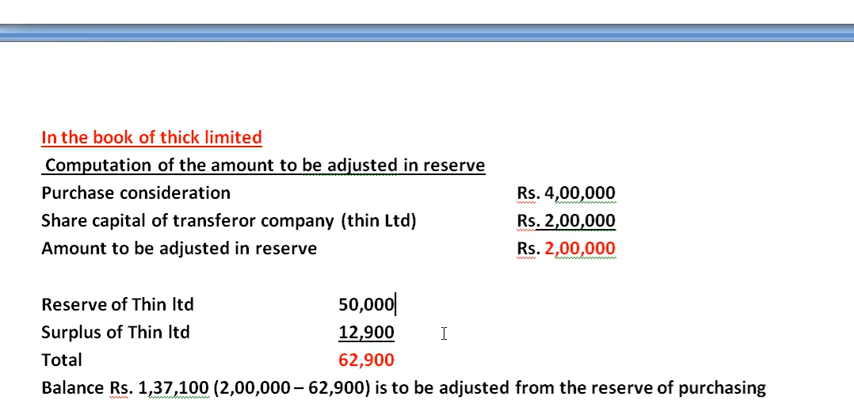 In the book of thick limited
Computation of the amount to be adjusted in reserve
Purchase consideration Rs. 4,00,000
Share capital of transferor company (thin Ltd) Rs. 2,00,000
Amount to be adjusted in reserve Rs. 2,00,000
Reserve of Thin ltd 50,000
Surplus of Thin ltd 12,900
Total 62,900
Balance Rs. 1,37,100 (2,00,000 – 62,900) is to be adjusted from the reserve of purchasing